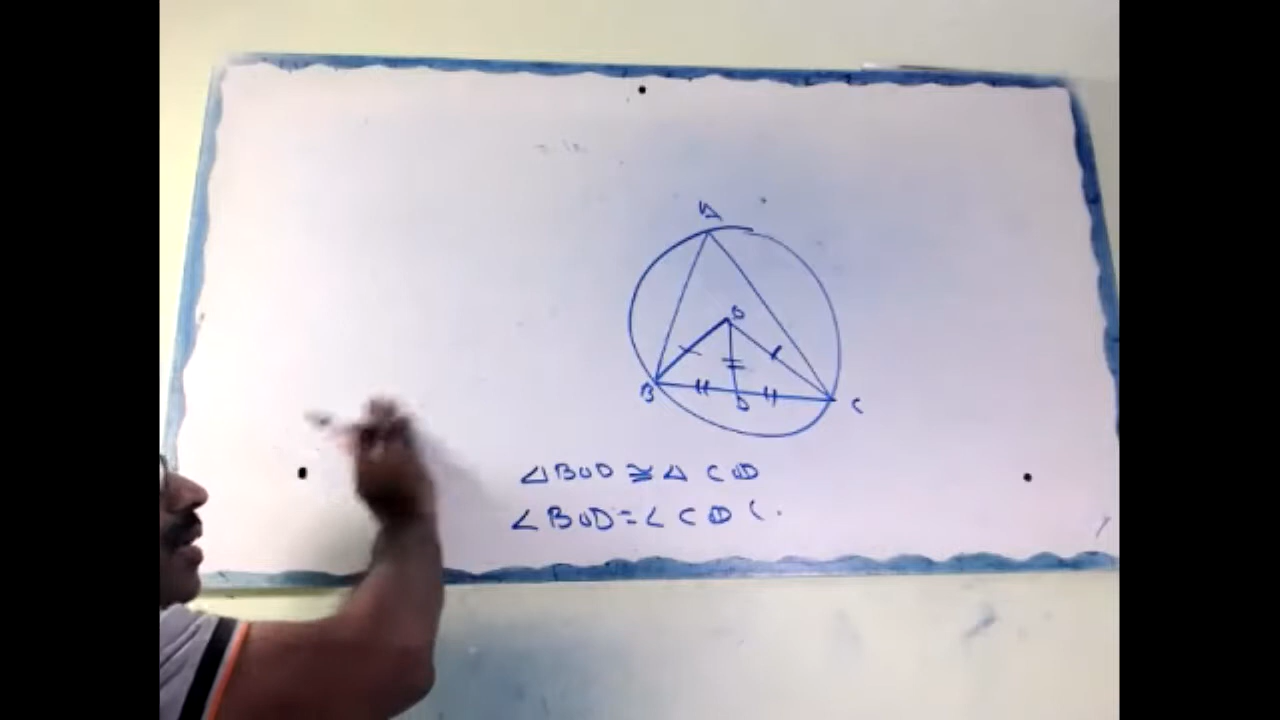 A
O
B
D
C
△BOD ≅ △ COD
∠BOD = ∠ COD (.